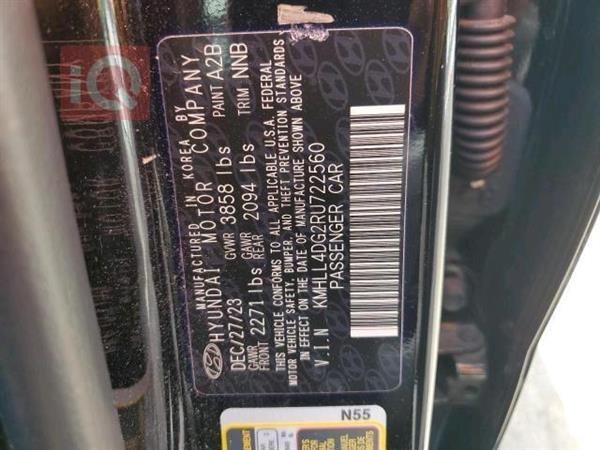 iQ
MANUFACTURED IN KOREA BY
HYUNDAI MOTOR COMPANY
DEC/27/23 GVWR 3858 lbs PAINT A2B
GAWR FRONT 2271 lbs GAWR REAR 2094 lbs TRIM NNB
THIS VEHICLE CONFORMS TO ALL APPLICABLE U.S.A. FEDERAL
MOTOR VEHICLE SAFETY, BUMPER, AND THEFT PREVENTION STANDARDS
IN EFFECT ON THE DATE OF MANUFACTURE SHOWN ABOVE
V.I.N KMHLL4DG2RU722560
PASSENGER CAR
N55